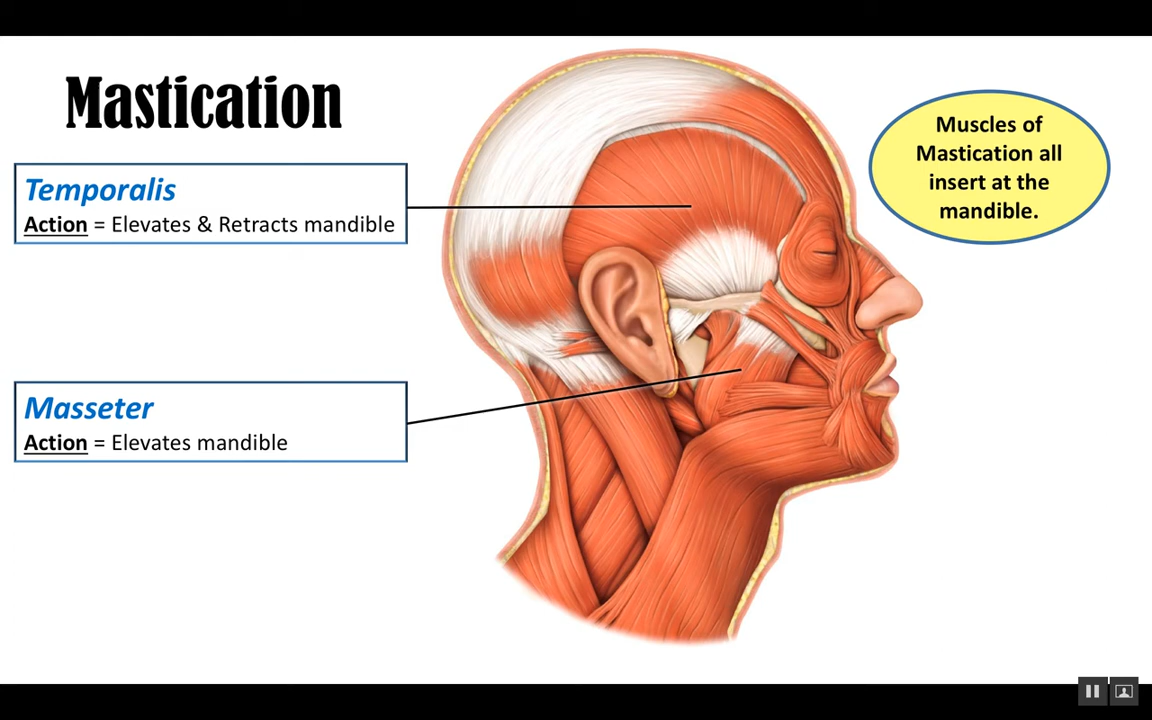 Mastication
Temporalis
Action = Elevates & Retracts mandible
Masseter
Action = Elevates mandible
Muscles of
Mastication all
insert at the
mandible.